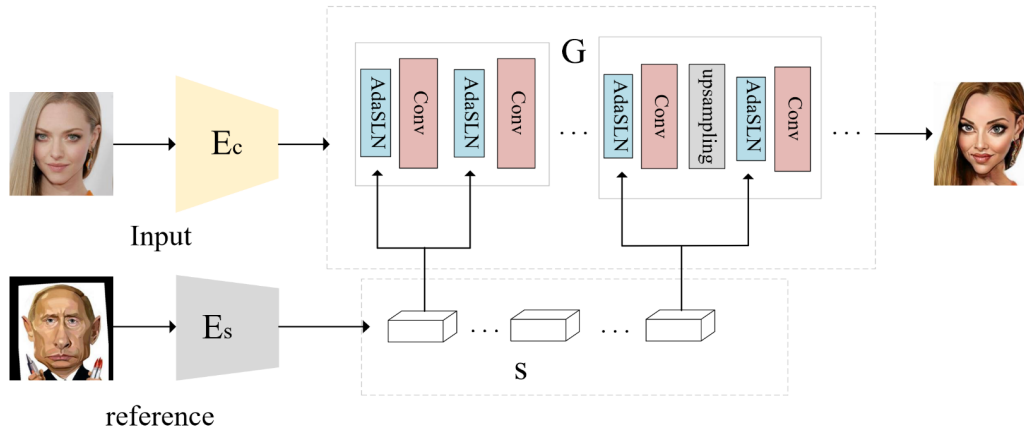 G
AdaSLN
Conv
AdaSLN
Conv
...
AdaSLN
Conv
upsampling
AdaSLN
Conv
...
Ec
Input
Es
reference
...
...
s